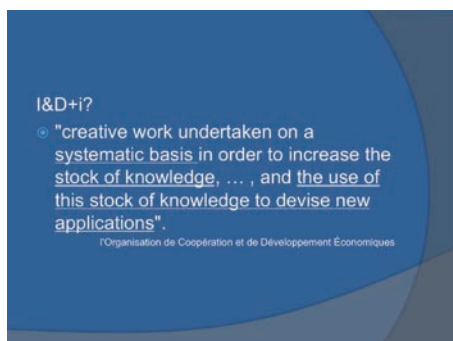 I&D+i?
"creative work undertaken on a
systematic basis in order to increase the
stock of knowledge, … , and the use of
this stock of knowledge to devise new
applications".
l'Organisation de Coopération et de Développement Économiques